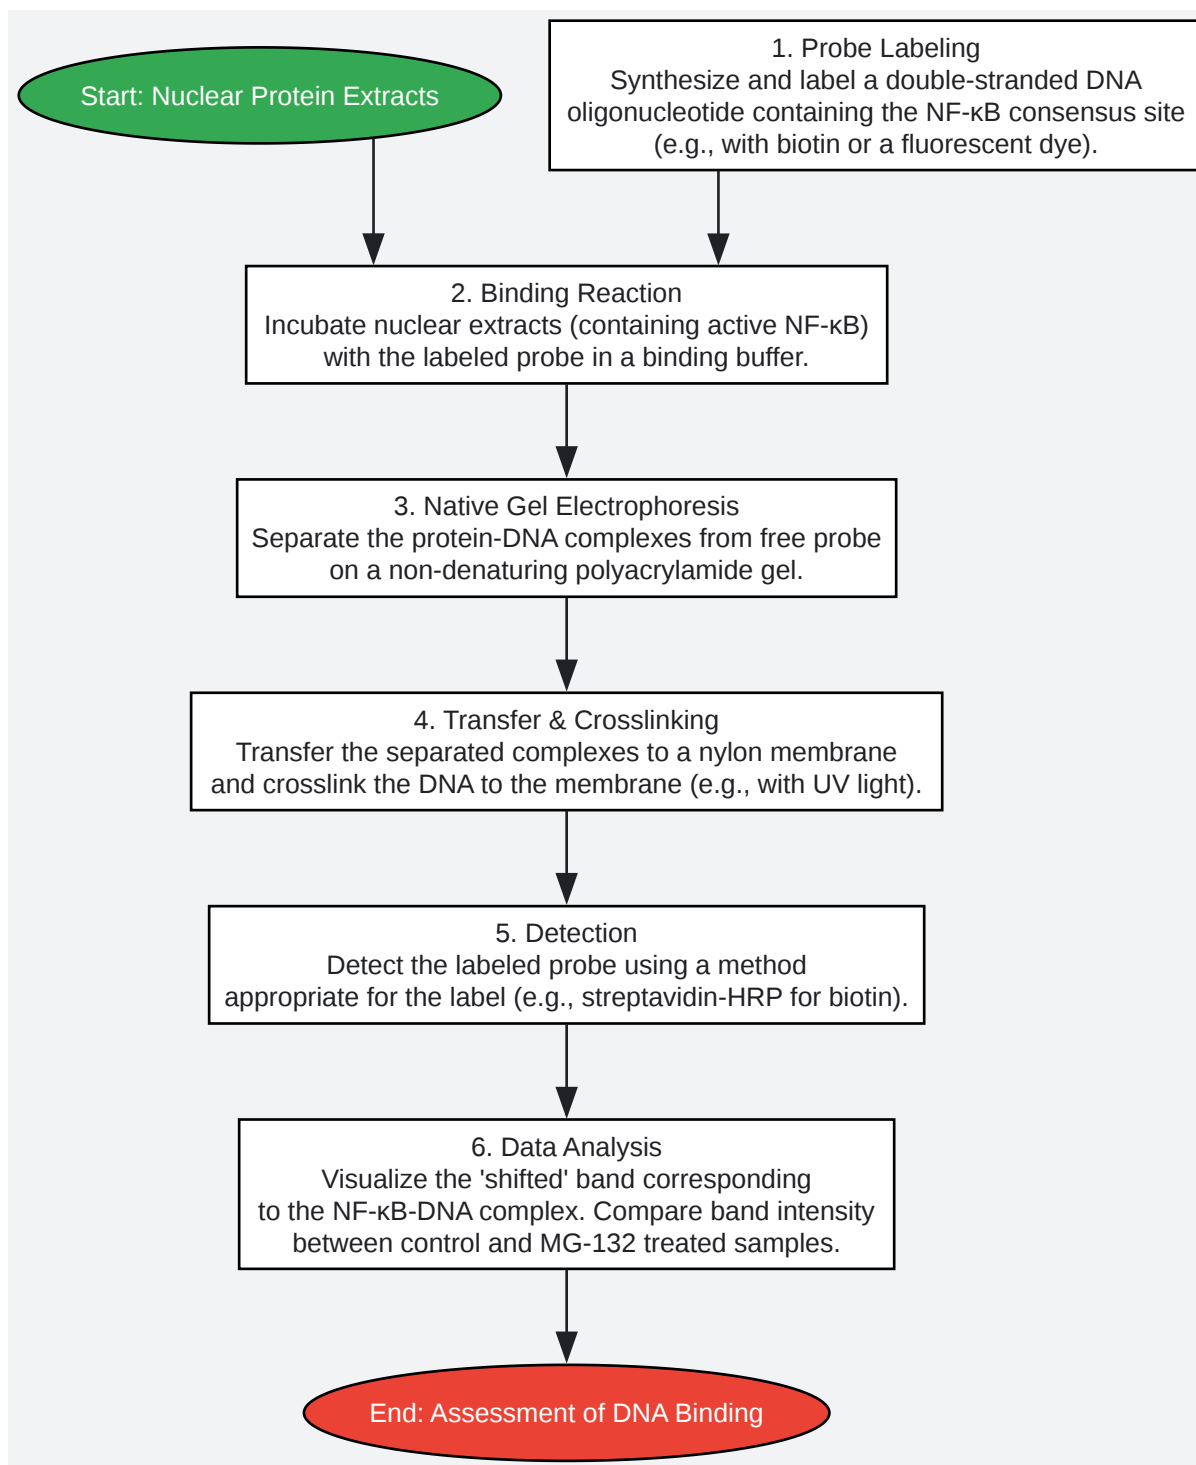 Start: Nuclear Protein Extracts
1. Probe Labeling
Synthesize and label a double-stranded DNA
oligonucleotide containing the NF-κB consensus site
(e.g., with biotin or a fluorescent dye).
2. Binding Reaction
Incubate nuclear extracts (containing active NF-κB)
with the labeled probe in a binding buffer.
3. Native Gel Electrophoresis
Separate the protein-DNA complexes from free probe
on a non-denaturing polyacrylamide gel.
4. Transfer & Crosslinking
Transfer the separated complexes to a nylon membrane
and crosslink the DNA to the membrane (e.g., with UV light).
5. Detection
Detect the labeled probe using a method
appropriate for the label (e.g., streptavidin-HRP for biotin).
6. Data Analysis
Visualize the 'shifted' band corresponding
to the NF-κB-DNA complex. Compare band intensity
between control and MG-132 treated samples.
End: Assessment of DNA Binding